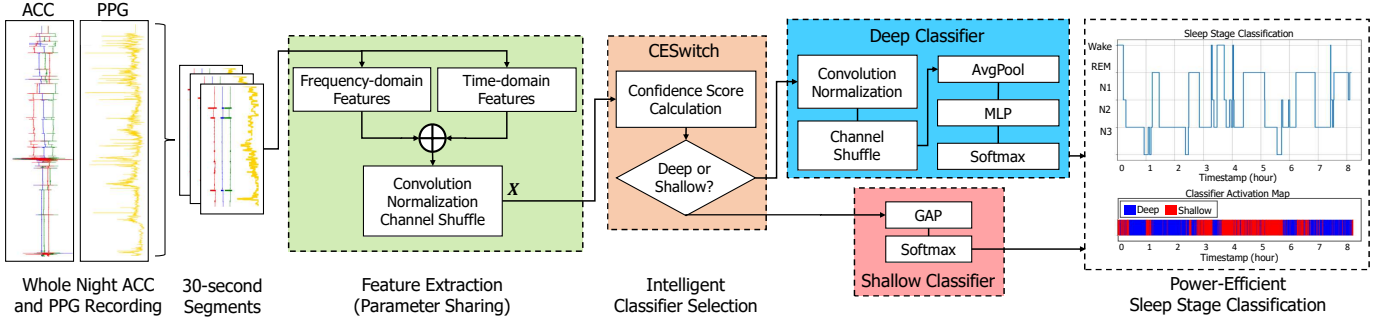 ACC
PPG
Whole Night ACC
and PPG Recording
30-second
Segments
Frequency-domain
Features
Time-domain
Features
Convolution
Normalization
Channel Shuffle
X
Feature Extraction
(Parameter Sharing)
CESwitch
Confidence Score
Calculation
Deep or
Shallow?
Intelligent
Classifier Selection
Deep Classifier
Convolution
Normalization
Channel
Shuffle
AvgPool
MLP
Softmax
GAP
Softmax
Shallow Classifier
Sleep Stage Classification
Wake
REM
N1
N2
N3
0 1 2 3 4 5 6 7 8
Timestamp (hour)
Classifier Activation Map
Deep Shallow
0 1 2 3 4 5 6 7 8
Timestamp (hour)
Power-Efficient
Sleep Stage Classification